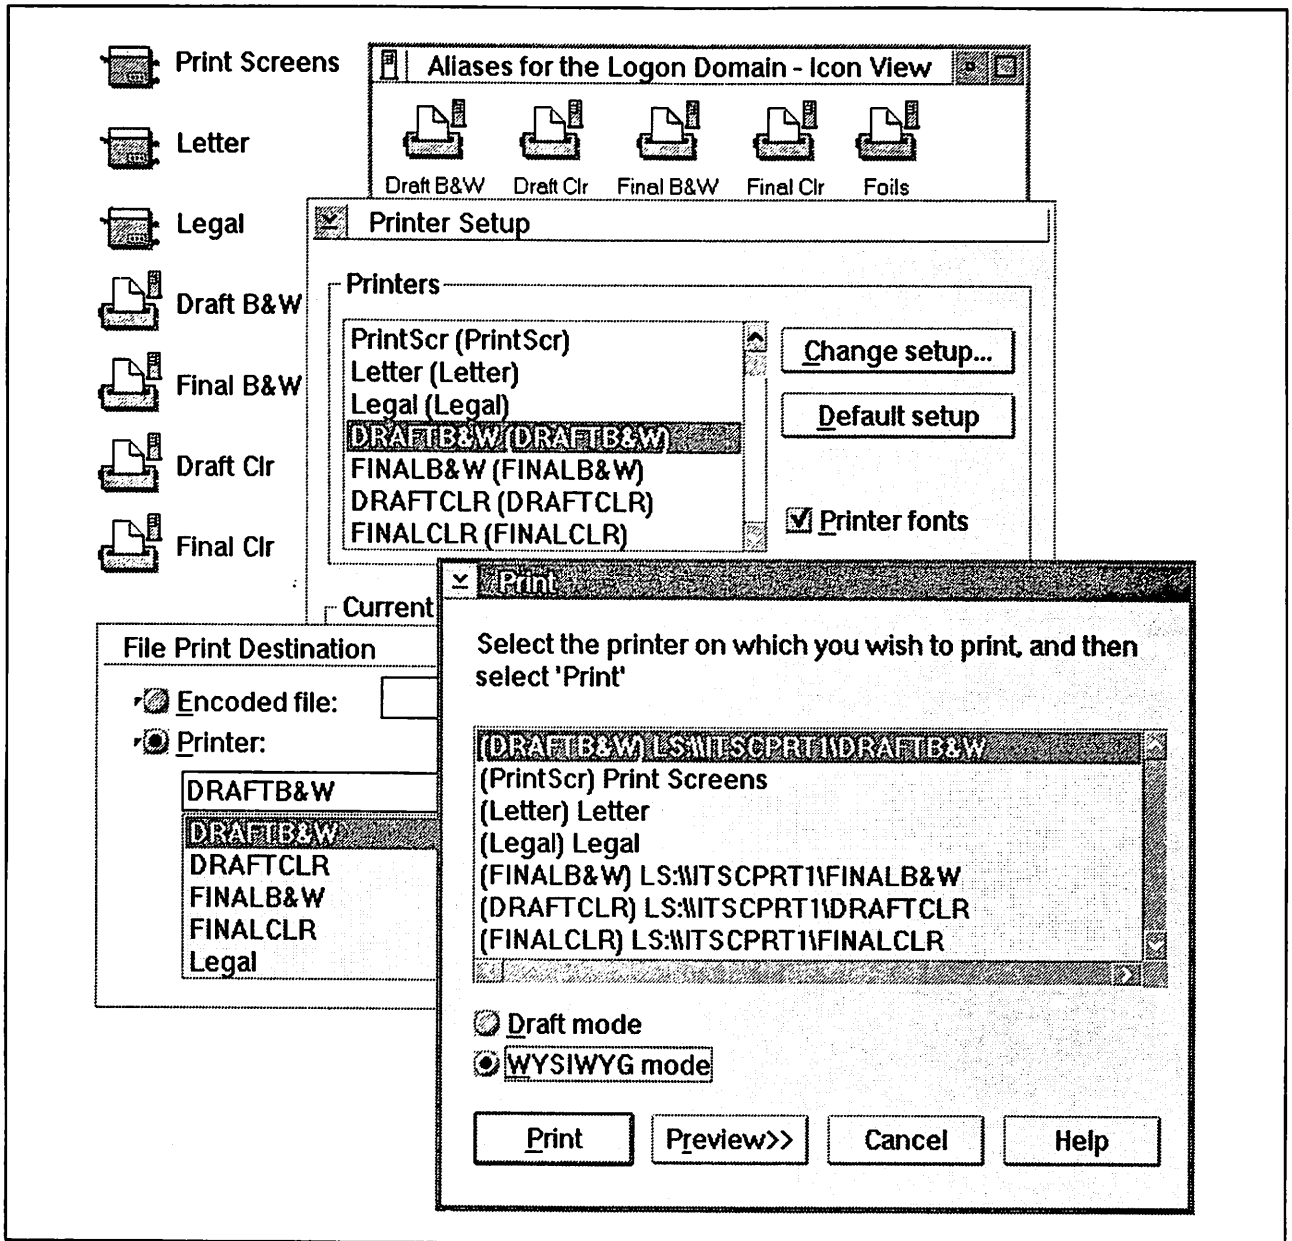 Print Screens
Letter
Legal
Draft B&W
Final B&W
Draft Clr
Final Clr
Aliases for the Logon Domain - Icon View
Draft B&W Draft Clr Final B&W Final Clr Foils
Printer Setup
Printers
PrintScr (PrintScr)
Letter (Letter)
Legal (Legal)
DRAFTB&W (DRAFTB&W)
FINALB&W (FINALB&W)
DRAFTCLR (DRAFTCLR)
FINALCLR (FINALCLR)
Change setup...
Default setup
Printer fonts
Current
File Print Destination
Encoded file:
Printer:
DRAFTB&W
DRAFTB&W
DRAFTCLR
FINALB&W
FINALCLR
Legal
Print
Select the printer on which you wish to print, and then
select 'Print'
(DRAFTB&W) LS:\\ITSCPRT1\DRAFTB&W
(PrintScr) Print Screens
(Letter) Letter
(Legal) Legal
(FINALB&W) LS:\\ITSCPRT1\FINALB&W
(DRAFTCLR) LS:\\ITSCPRT1\DRAFTCLR
(FINALCLR) LS:\\ITSCPRT1\FINALCLR
Draft mode
WYSIWYG mode
Print Preview>> Cancel Help